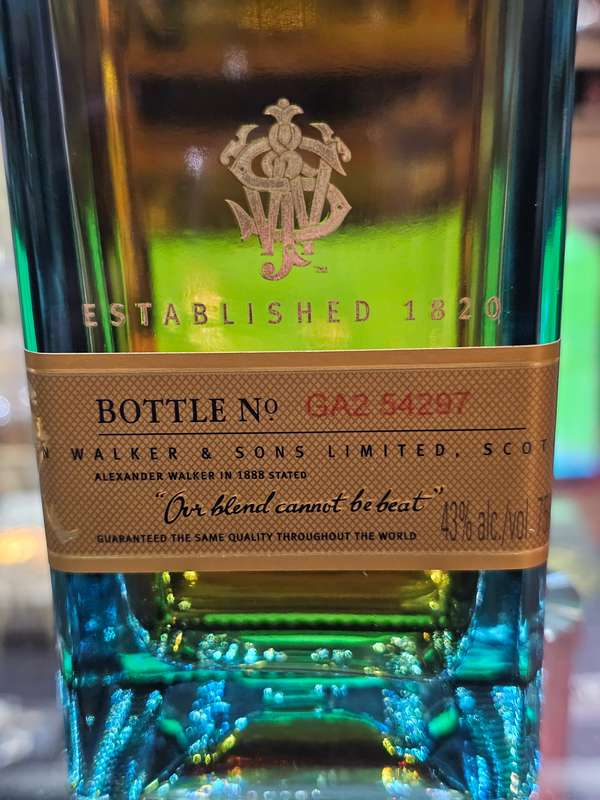 ESTABLISHED 1820
BOTTLE Nº GA2 54297
WALKER & SONS LIMITED,
ALEXANDER WALKER IN 1888 STATED
"Our blend cannot be beat"
43% alc./vol.
GUARANTEED THE SAME QUALITY THROUGHOUT THE WORLD